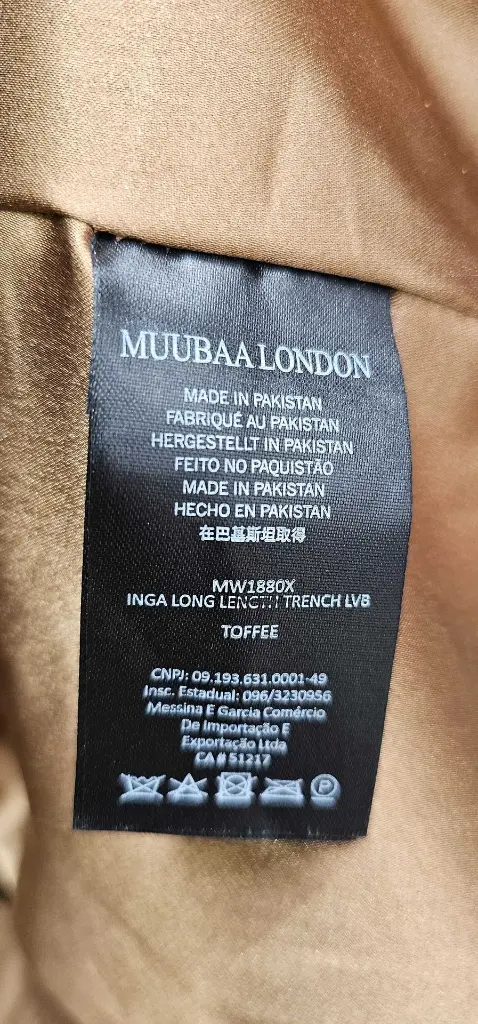 MUUBAA LONDON
MADE IN PAKISTAN
FABRIQUÉ AU PAKISTAN
HERGESTELLT IN PAKISTAN
FEITO NO PAQUISTÃO
MADE IN PAKISTAN
HECHO EN PAKISTAN
在巴基斯坦取得
MW1880X
INGA LONG LENGTH TRENCH LVB
TOFFEE
CNPJ: 09.193.631.0001-49
Insc. Estadual: 096/3230956
Messina E Garcia Comércio
De Importação E
Exportação Ltda
CA # 51217
P